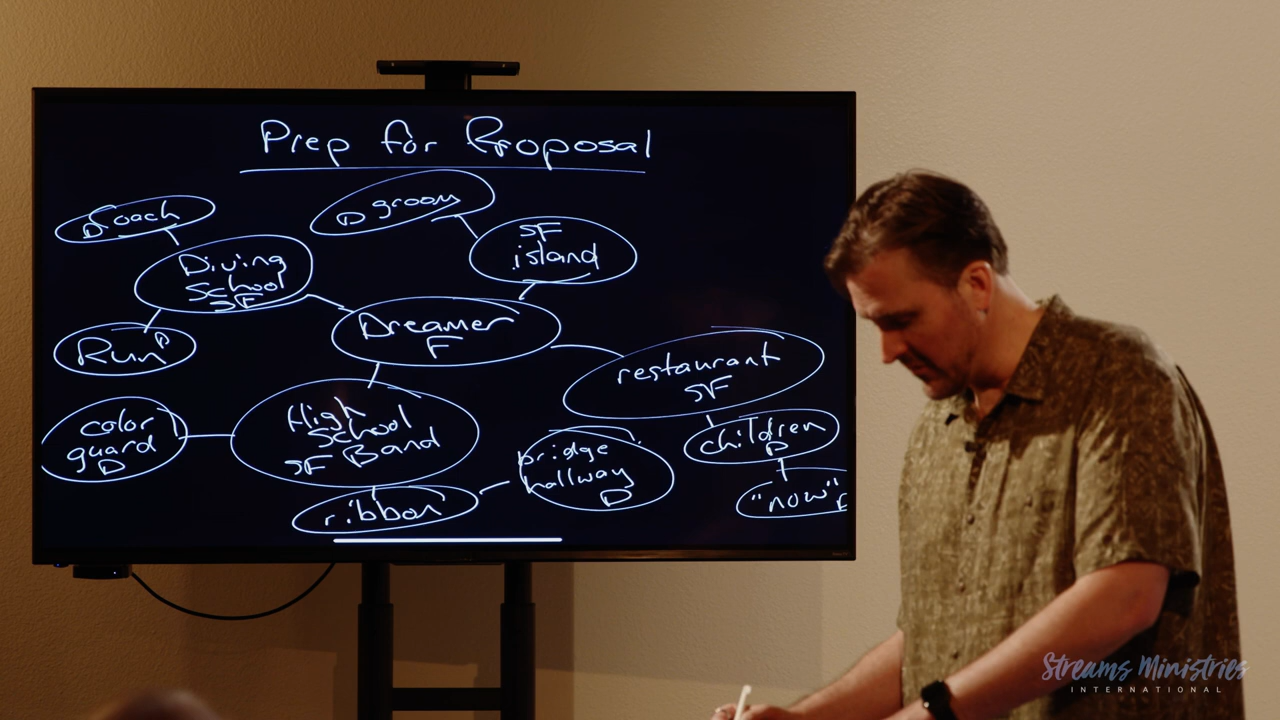 Prep for Proposal
Coach
D
D groom
SF
island
Diving
School
SF
Dreamer
F
Run
restaurant
SF
color
guard
D
High
School
SF Band
children
D
bridge
hallway
D
ribbon
"now"
Streams Ministries
INTERNATIONAL